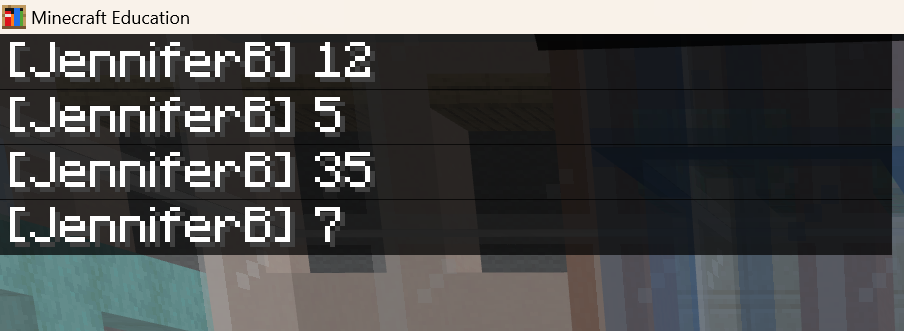 Minecraft Education
[JenniferB] 12
[JenniferB] 5
[JenniferB] 35
[JenniferB] 7